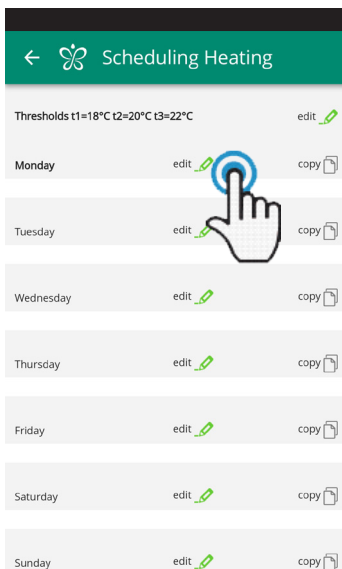 Scheduling Heating
Thresholds t1=18°C t2=20°C t3=22°C edit
Monday edit copy
Tuesday edit copy
Wednesday edit copy
Thursday edit copy
Friday edit copy
Saturday edit copy
Sunday edit copy